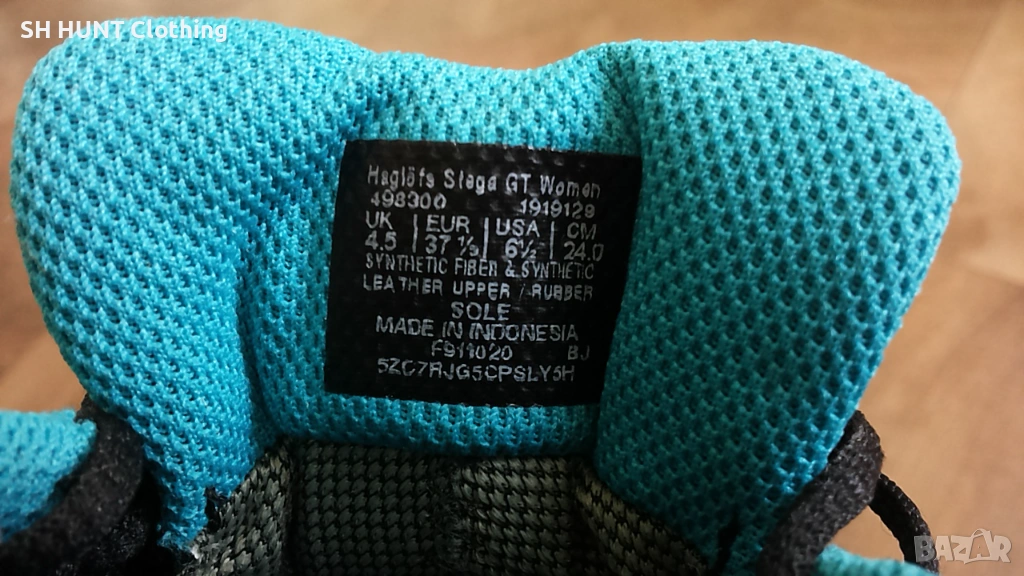 SH HUNT Clothing
Haglöfs Stega GT Women
498300 1919129
UK | EUR | USA | CM
4.5 | 37 ⅓ | 6½ | 24.0
SYNTHETIC FIBER & SYNTHETIC
LEATHER UPPER / RUBBER
SOLE
MADE IN INDONESIA
F911020 BJ
5ZC7RJG5CPSLY5H
BAZAR